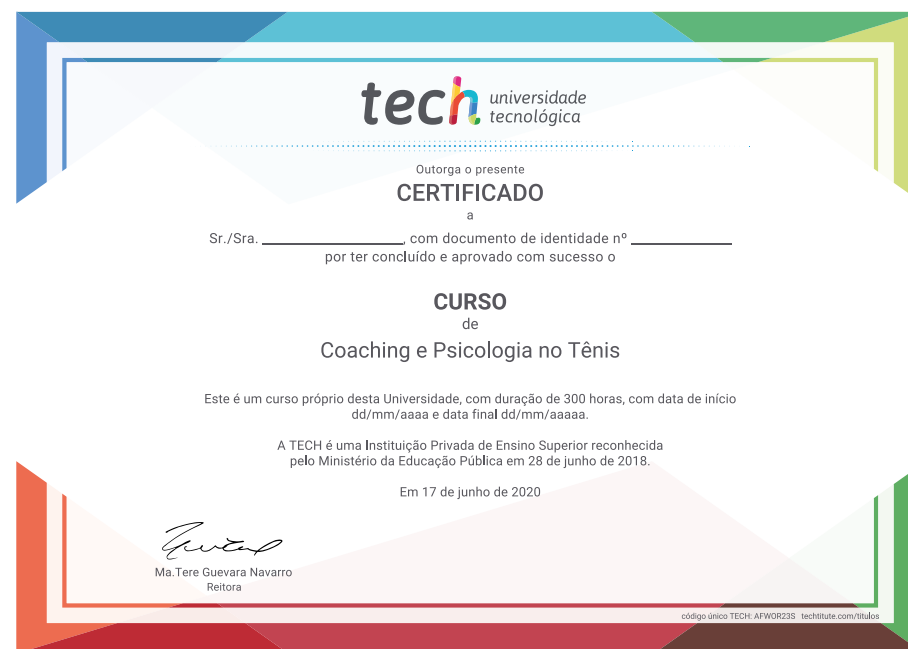 tech universidade
tecnológica
Outorga o presente
CERTIFICADO
a
Sr./Sra. ____________________, com documento de identidade nº ______________
por ter concluído e aprovado com sucesso o
CURSO
de
Coaching e Psicologia no Tênis
Este é um curso próprio desta Universidade, com duração de 300 horas, com data de início
dd/mm/aaaa e data final dd/mm/aaaaa.
A TECH é uma Instituição Privada de Ensino Superior reconhecida
pelo Ministério da Educação Pública em 28 de junho de 2018.
Em 17 de junho de 2020
Ma.Tere Guevara Navarro
Reitora
código único TECH: AFWOR23S techtitute.com/titulos